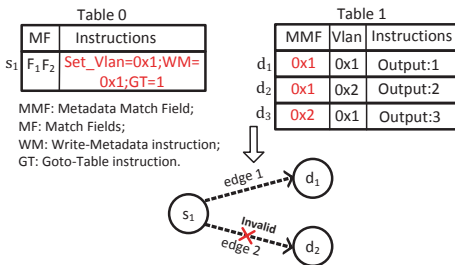 Table 0
MF Instructions
s1 F1F2 Set_Vlan=0x1;WM=
0x1;GT=1
Table 1
MMF Vlan Instructions
d1 0x1 0x1 Output:1
d2 0x1 0x2 Output:2
d3 0x2 0x1 Output:3
MMF: Metadata Match Field;
MF: Match Fields;
WM: Write-Metadata instruction;
GT: Goto-Table instruction.
edge 1
d1
s1
Invalid
edge 2
d2